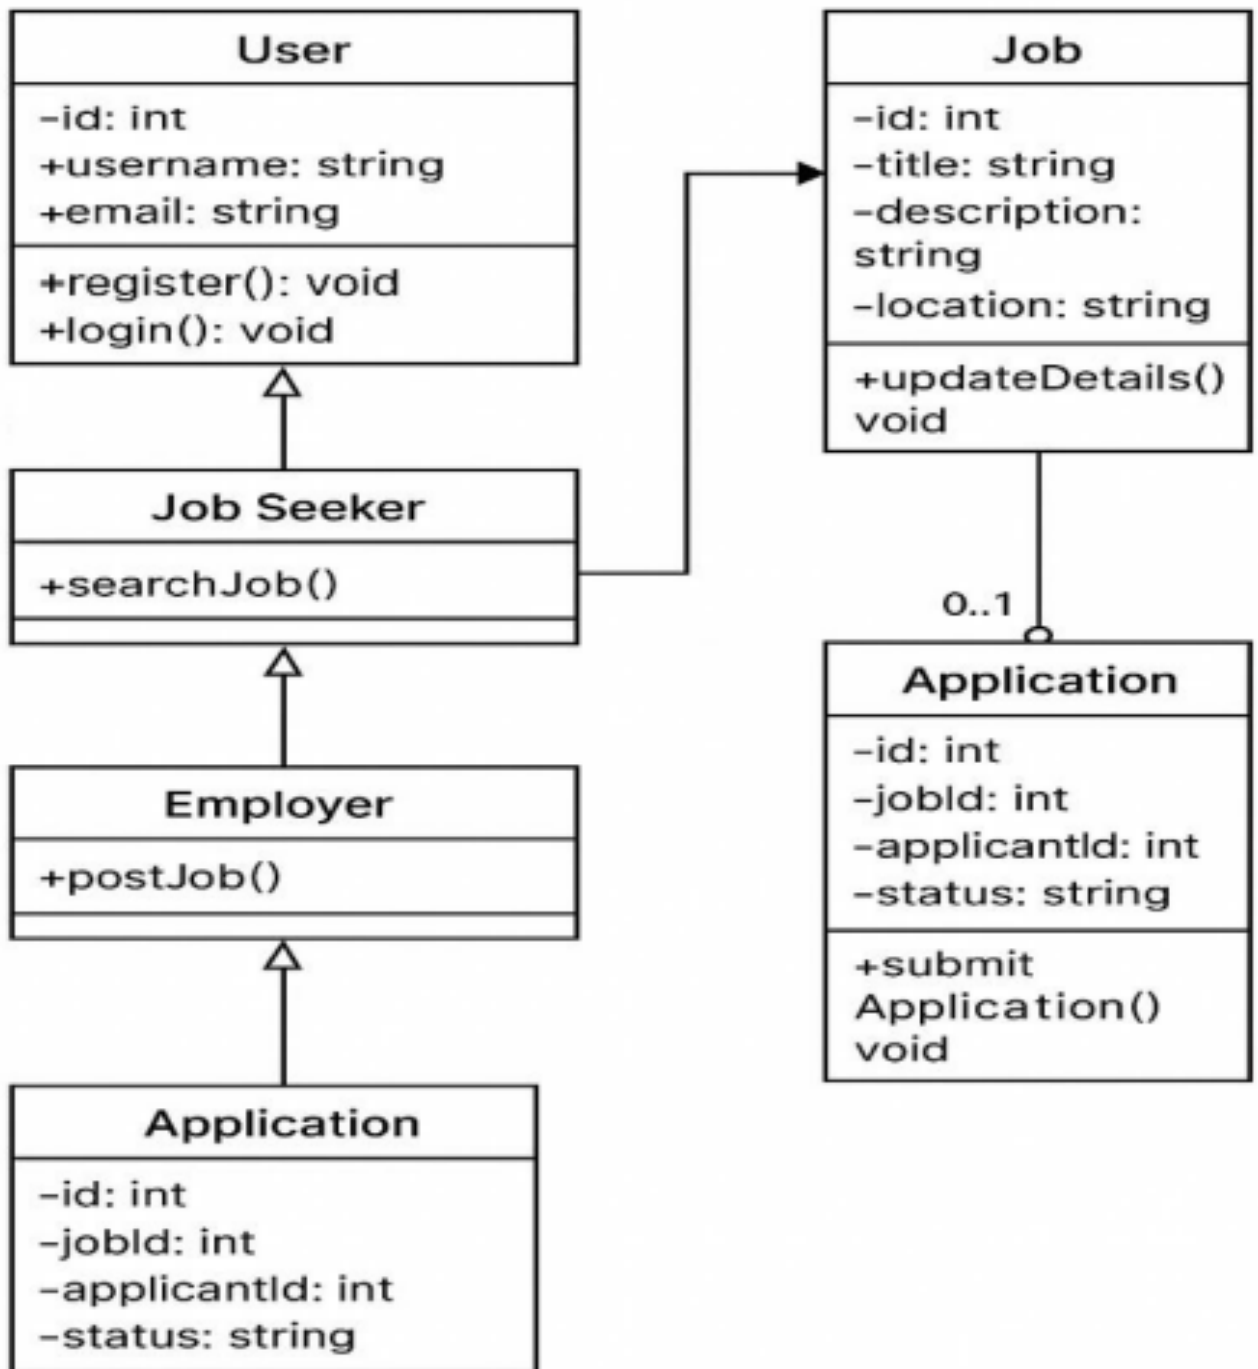 User
-id: int
+username: string
+email: string
+register(): void
+login(): void
Job Seeker
+searchJob()
Employer
+postJob()
Application
-id: int
-jobId: int
-applicantId: int
-status: string
Job
-id: int
-title: string
-description:
string
-location: string
+updateDetails()
void
0..1
Application
-id: int
-jobId: int
-applicantId: int
-status: string
+submit
Application()
void